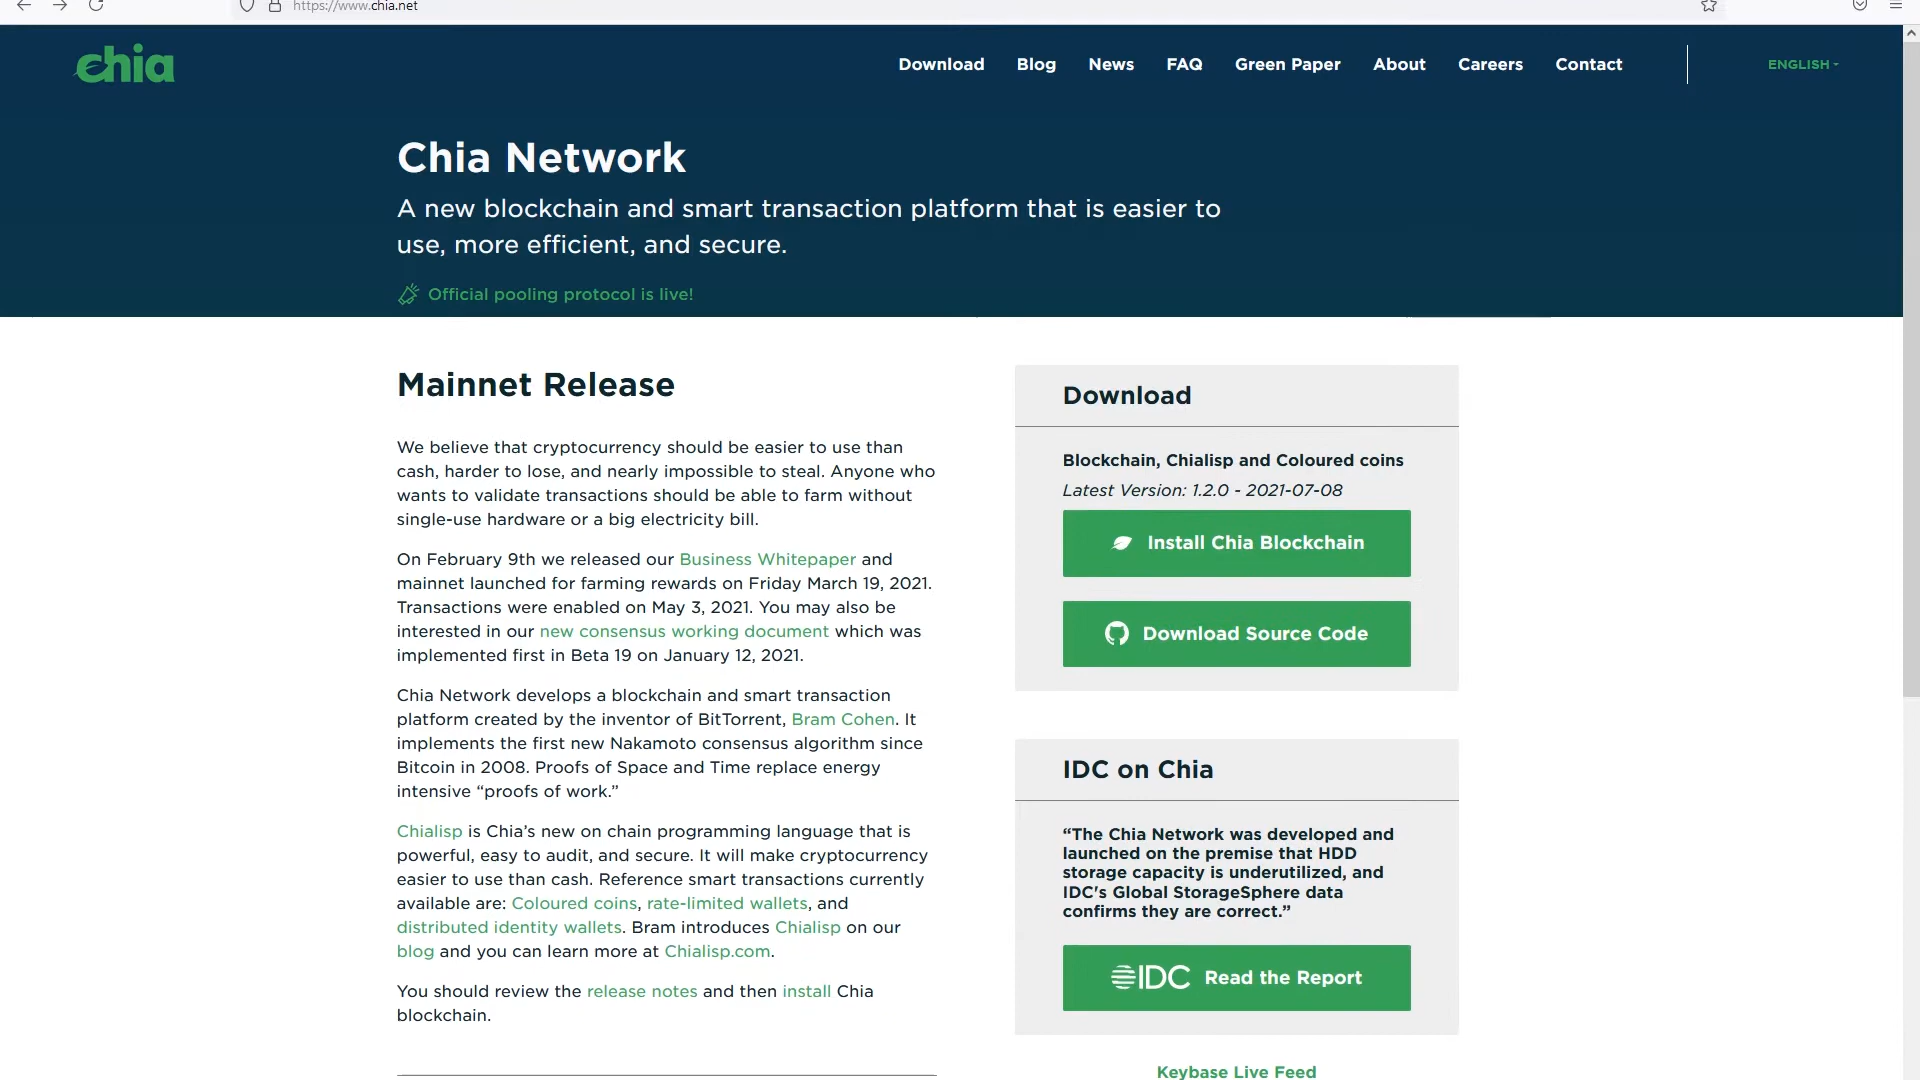 https://www.chia.net
chia
Download Blog News FAQ Green Paper About Careers Contact ENGLISH
Chia Network
A new blockchain and smart transaction platform that is easier to
use, more efficient, and secure.
Official pooling protocol is live!
Mainnet Release
We believe that cryptocurrency should be easier to use than
cash, harder to lose, and nearly impossible to steal. Anyone who
wants to validate transactions should be able to farm without
single-use hardware or a big electricity bill.
On February 9th we released our Business Whitepaper and
mainnet launched for farming rewards on Friday March 19, 2021.
Transactions were enabled on May 3, 2021. You may also be
interested in our new consensus working document which was
implemented first in Beta 19 on January 12, 2021.
Chia Network develops a blockchain and smart transaction
platform created by the inventor of BitTorrent, Bram Cohen. It
implements the first new Nakamoto consensus algorithm since
Bitcoin in 2008. Proofs of Space and Time replace energy
intensive “proofs of work.”
Chialisp is Chia’s new on chain programming language that is
powerful, easy to audit, and secure. It will make cryptocurrency
easier to use than cash. Reference smart transactions currently
available are: Coloured coins, rate-limited wallets, and
distributed identity wallets. Bram introduces Chialisp on our
blog and you can learn more at Chialisp.com.
You should review the release notes and then install Chia
blockchain.
Download
Blockchain, Chialisp and Coloured coins
Latest Version: 1.2.0 - 2021-07-08
Install Chia Blockchain
Download Source Code
IDC on Chia
“The Chia Network was developed and
launched on the premise that HDD
storage capacity is underutilized, and
IDC's Global StorageSphere data
confirms they are correct.”
IDC Read the Report
Keybase Live Feed